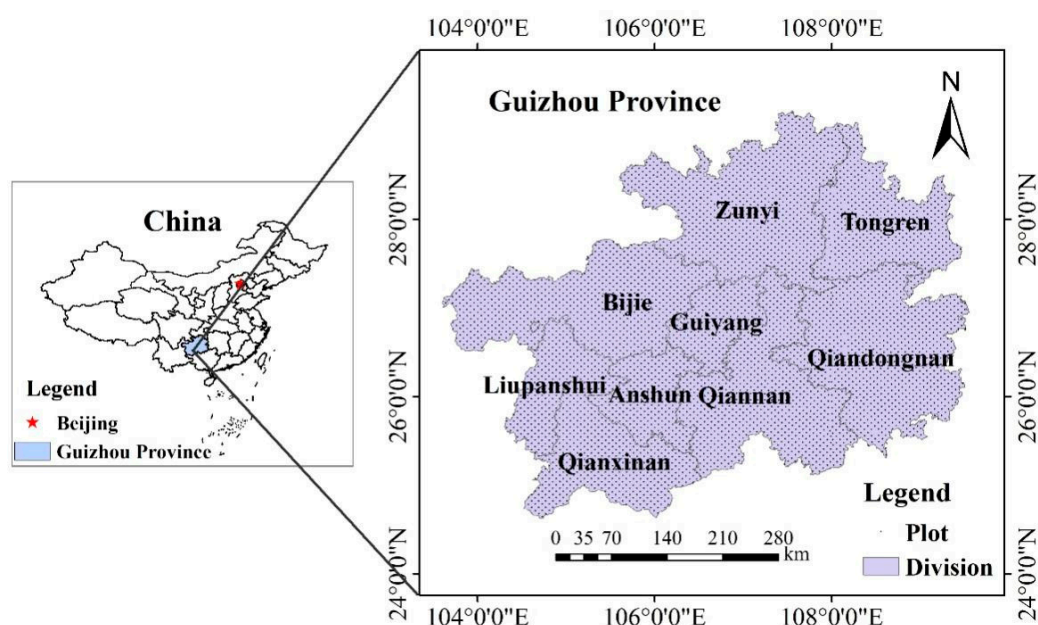 104°0'0"E 106°0'0"E 108°0'0"E
Guizhou Province
N
China
Legend
Beijing
Guizhou Province
28°0'0"N
26°0'0"N
24°0'0"N
Zunyi
Tongren
Bijie
Guiyang
Qiandongnan
Liupanshui
Anshun
Qiannan
Qianxinan
Legend
Plot
Division
0 35 70 140 210 280
km
28°0'0"N
26°0'0"N
24°0'0"N
104°0'0"E 106°0'0"E 108°0'0"E